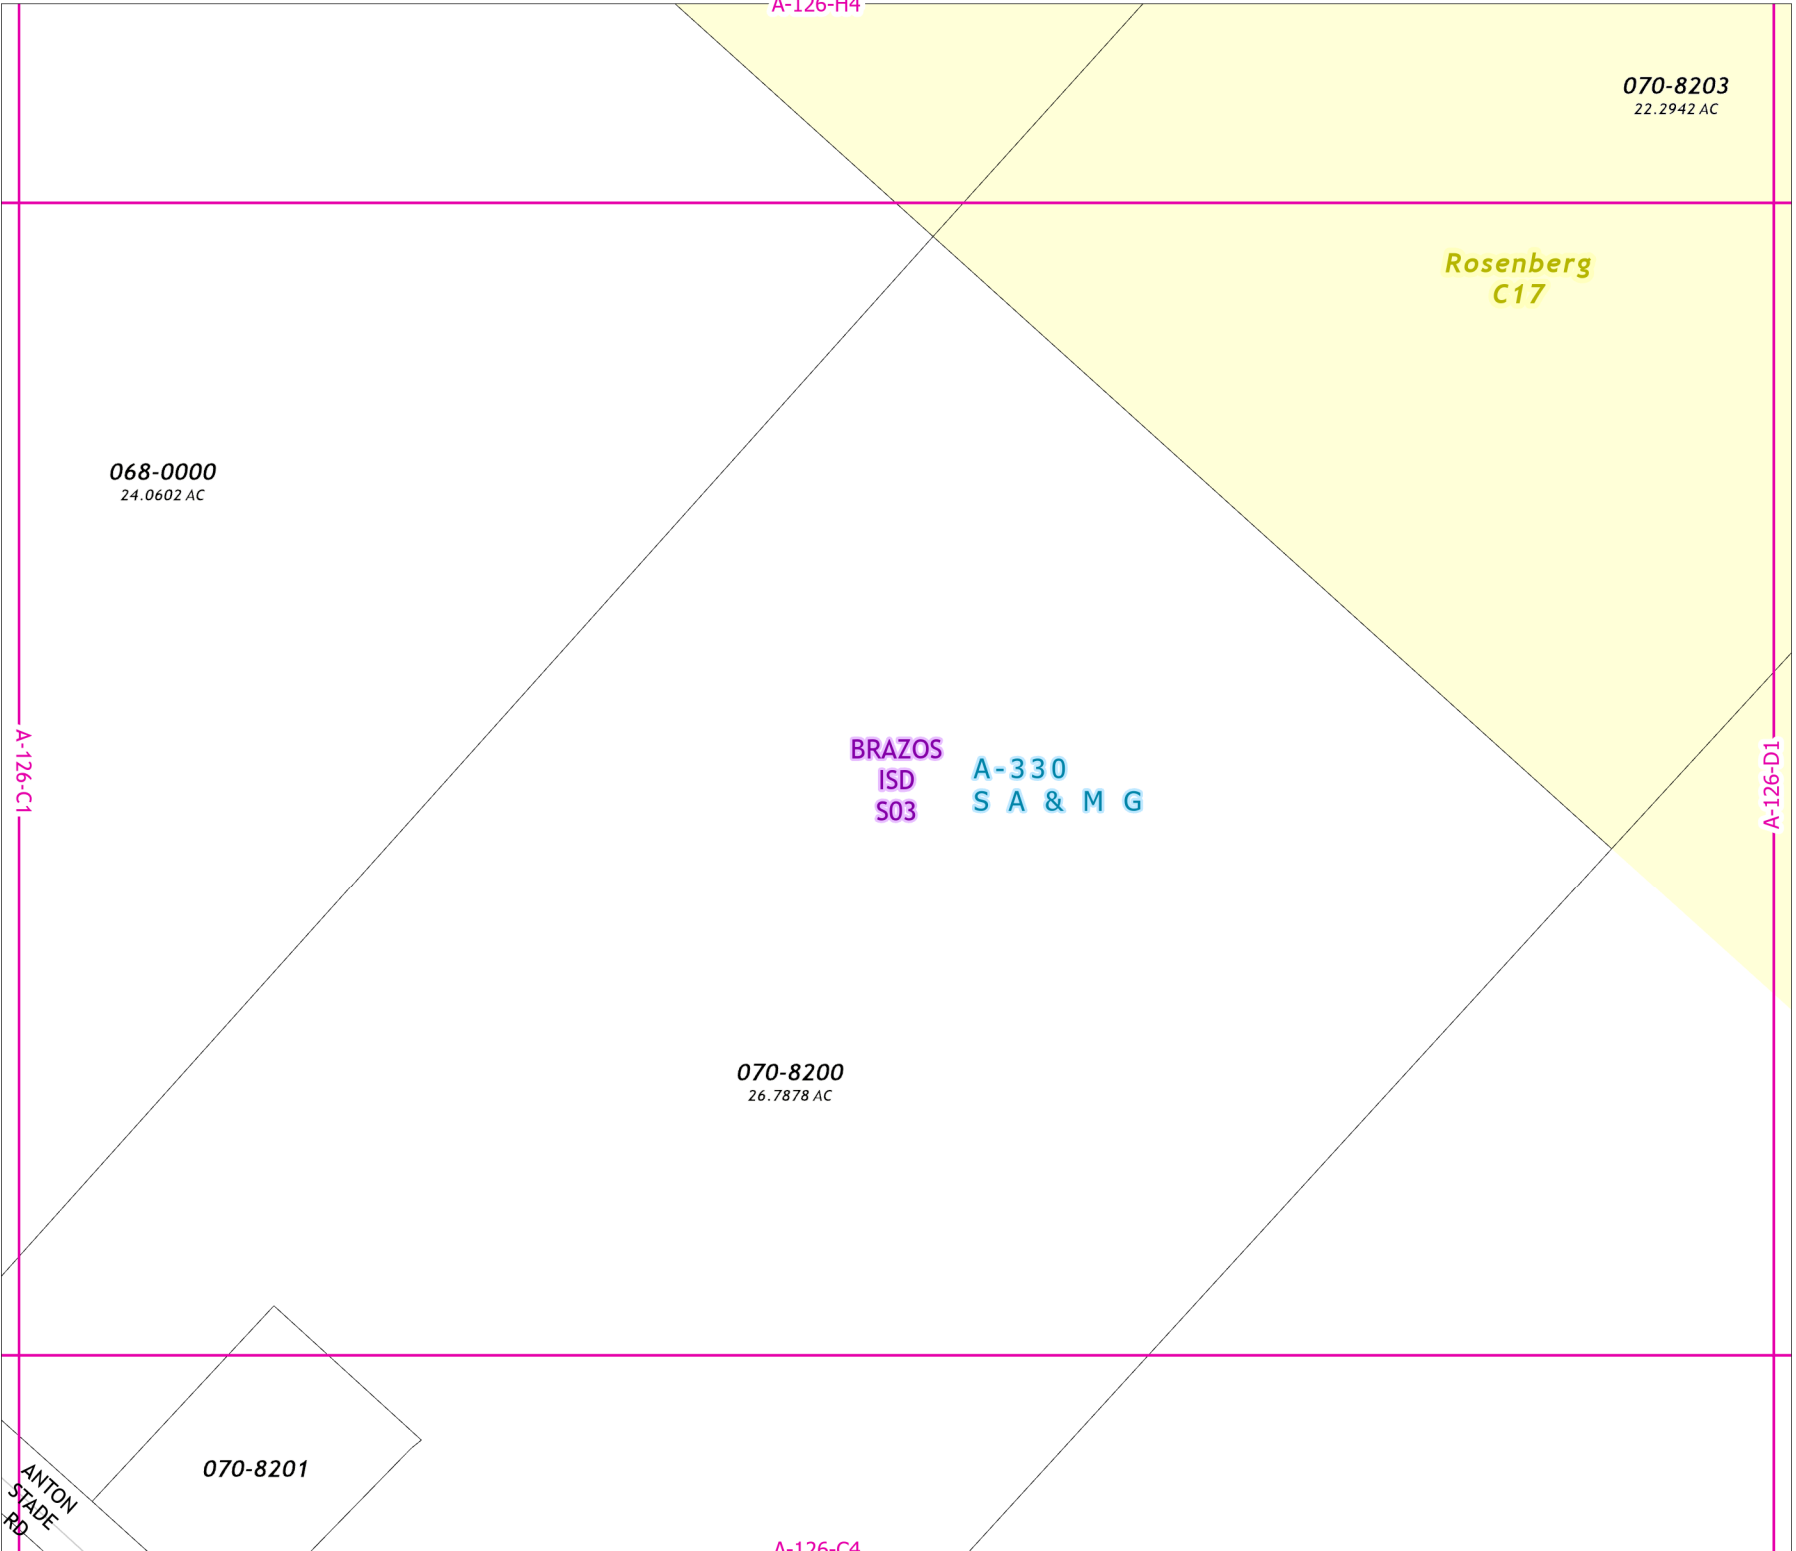 A-126-H4
070-8203
22.2942 AC
Rosenberg
C17
068-0000
24.0602 AC
A-126-C1
BRAZOS
ISD
S03
A-330
S A & M G
A-126-D1
070-8200
26.7878 AC
070-8201
ANTON
STADE
RD
A-126-C4